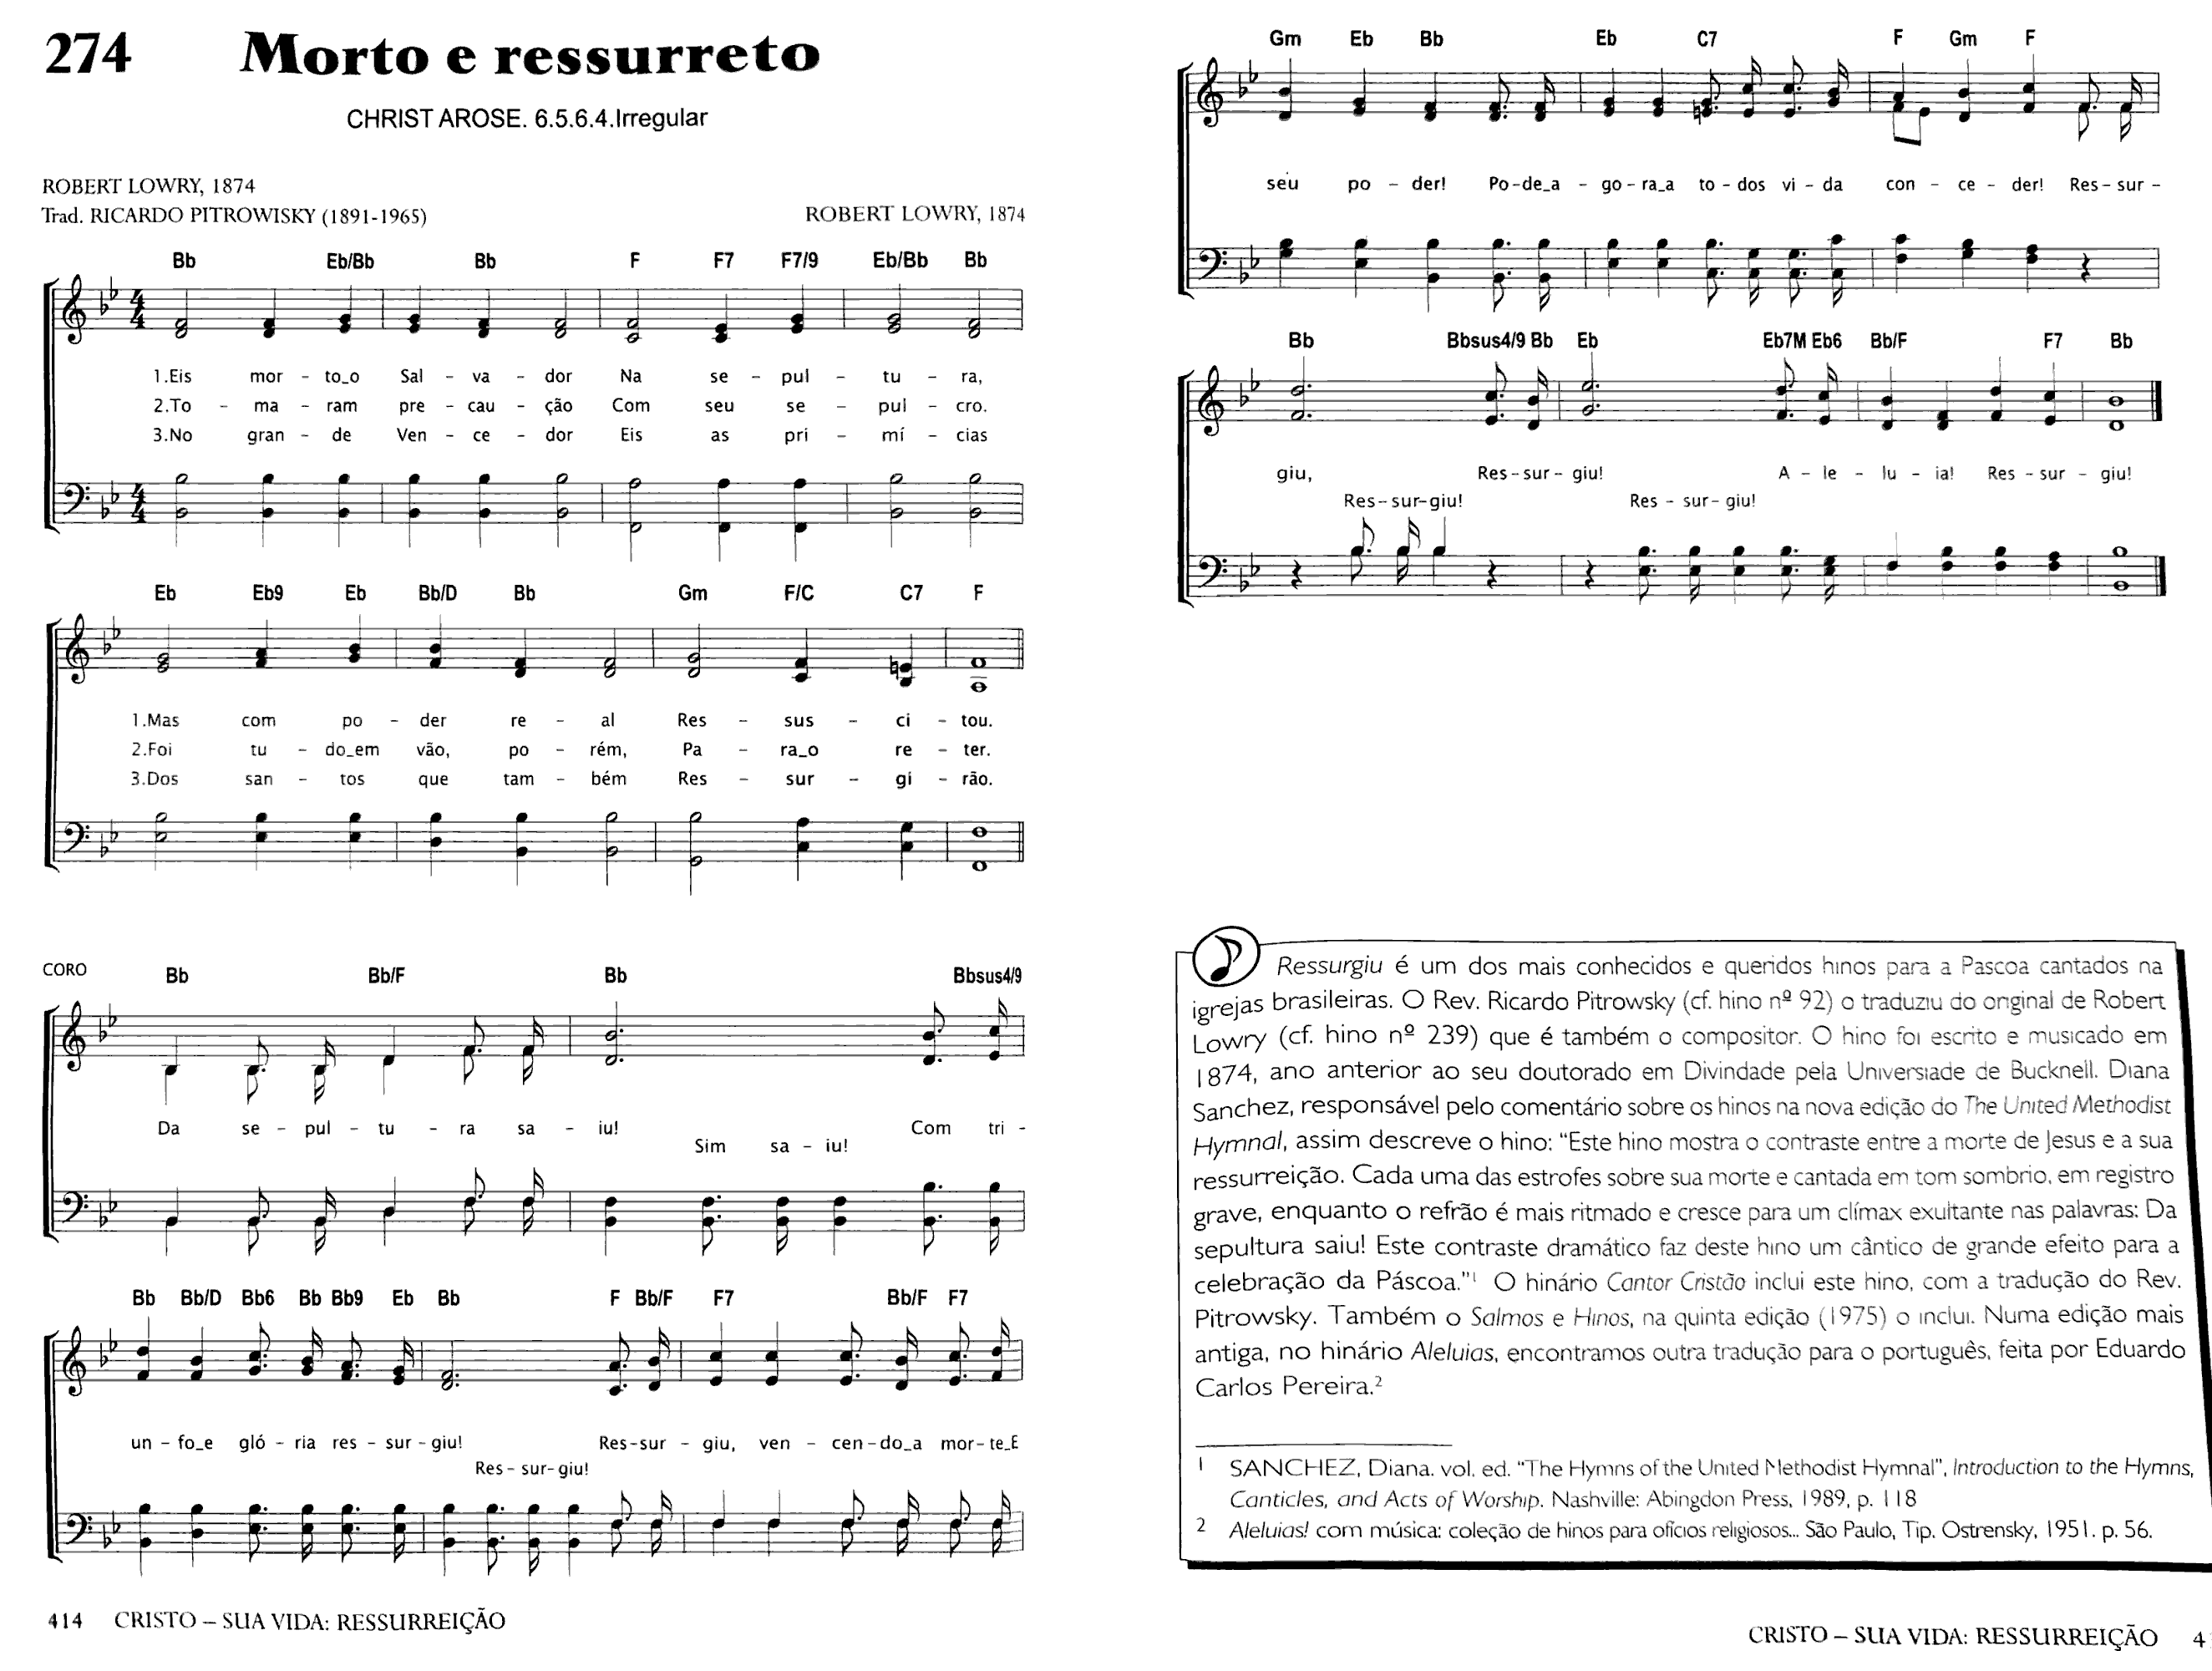 274 Morto e ressurreto
CHRIST AROSE. 6.5.6.4.Irregular
ROBERT LOWRY, 1874
Trad. RICARDO PITROWISKY (1891-1965) ROBERT LOWRY, 1874
Bb Eb/Bb Bb F F7 F7/9 Eb/Bb Bb
1.Eis mor - to_o Sal - va - dor Na se - pul - tu - ra,
2.To - ma - ram pre - cau - ção Com seu se - pul - cro.
3.No gran - de Ven - ce - dor Eis as pri - mí - cias
Eb Eb9 Eb Bb/D Bb Gm F/C C7 F
1.Mas com po - der re - al Res - sus - ci - tou.
2.Foi tu - do_em vão, po - rém, Pa - ra_o re - ter.
3.Dos san - tos que tam - bém Res - sur - gi - rão.
CORO Bb Bb/F Bb Bbsus4/9
Da se - pul - tu - ra sa - iu! Com tri -
Sim sa - iu!
Bb Bb/D Bb6 Bb Bb9 Eb Bb F Bb/F F7 Bb/F F7
un - fo_e gló - ria res - sur - giu! Res - sur - giu, ven - cen - do_a mor - te_E
Res - sur - giu!
414 CRISTO – SUA VIDA: RESSURREIÇÃO
Gm Eb Bb Eb C7 F Gm F
seu po - der! Po - de_a - go - ra_a to - dos vi - da con - ce - der! Res - sur -
Bb Bbsus4/9 Bb Eb Eb7M Eb6 Bb/F F7 Bb
giu, Res - sur - giu! A - le - lu - ia! Res - sur - giu!
Res - sur - giu! Res - sur - giu!
Ressurgiu é um dos mais conhecidos e queridos hinos para a Pascoa cantados na
igrejas brasileiras. O Rev. Ricardo Pitrowsky (cf. hino nº 92) o traduziu do original de Robert
Lowry (cf. hino nº 239) que é também o compositor. O hino foi escrito e musicado em
1874, ano anterior ao seu doutorado em Divindade pela Universiade de Bucknell. Diana
Sanchez, responsável pelo comentário sobre os hinos na nova edição do The United Methodist
Hymnal, assim descreve o hino: “Este hino mostra o contraste entre a morte de Jesus e a sua
ressurreição. Cada uma das estrofes sobre sua morte e cantada em tom sombrio, em registro
grave, enquanto o refrão é mais ritmado e cresce para um clímax exultante nas palavras: Da
sepultura saiu! Este contraste dramático faz deste hino um cântico de grande efeito para a
celebração da Páscoa.”¹ O hinário Cantor Cristão inclui este hino, com a tradução do Rev.
Pitrowsky. Também o Salmos e Hinos, na quinta edição (1975) o inclui. Numa edição mais
antiga, no hinário Aleluias, encontramos outra tradução para o português, feita por Eduardo
Carlos Pereira.²
1 SANCHEZ, Diana. vol. ed. “The Hymns of the United Methodist Hymnal”, Introduction to the Hymns,
Canticles, and Acts of Worship. Nashville: Abingdon Press, 1989, p. 118
2 Aleluias! com música: coleção de hinos para ofícios religiosos... São Paulo, Tip. Ostrensky, 1951. p. 56.
CRISTO – SUA VIDA: RESSURREIÇÃO